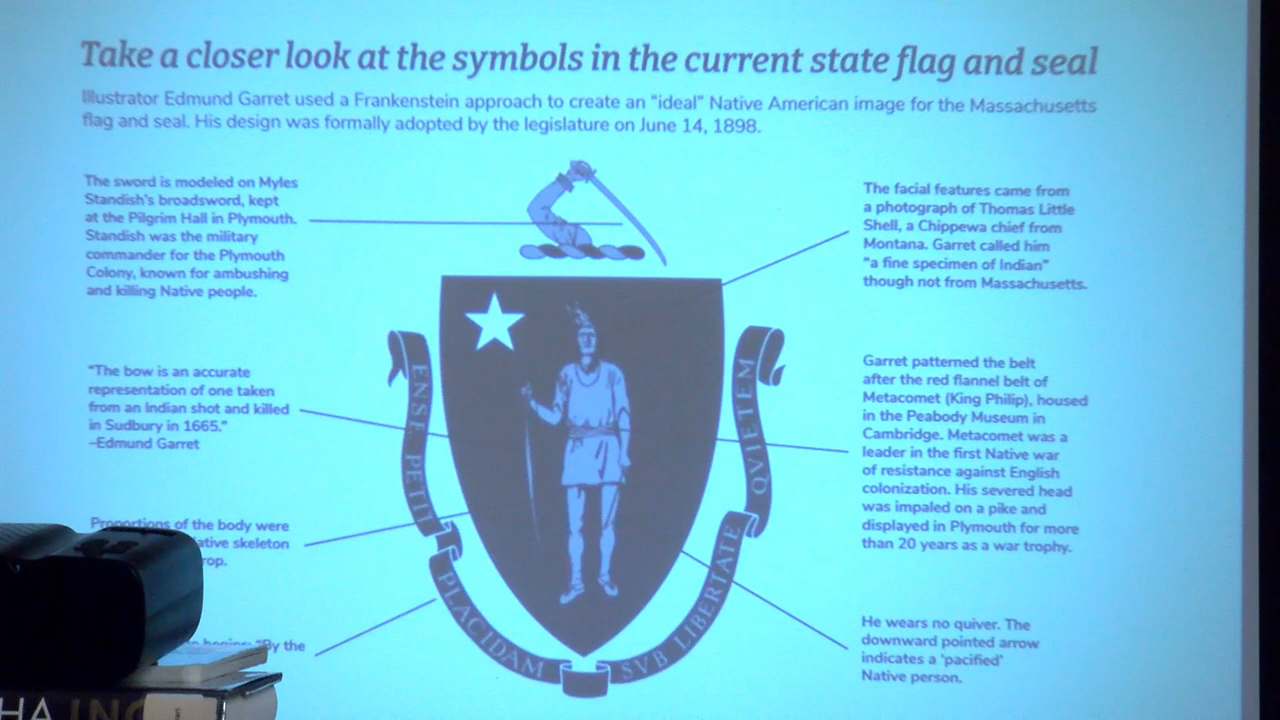 Take a closer look at the symbols in the current state flag and seal
Illustrator Edmund Garret used a Frankenstein approach to create an "ideal" Native American image for the Massachusetts
flag and seal. His design was formally adopted by the legislature on June 14, 1898.
The sword is modeled on Myles
Standish's broadsword, kept
at the Pilgrim Hall in Plymouth.
Standish was the military
commander for the Plymouth
Colony, known for ambushing
and killing Native people.
"The bow is an accurate
representation of one taken
from an Indian shot and killed
in Sudbury in 1665."
–Edmund Garret
Proportions of the body were
ative skeleton
rop.
"By the
ENSE PETIT
PLACIDAM
SVB LIBERTATE
QVIETEM
The facial features came from
a photograph of Thomas Little
Shell, a Chippewa chief from
Montana. Garret called him
"a fine specimen of Indian"
though not from Massachusetts.
Garret patterned the belt
after the red flannel belt of
Metacomet (King Philip), housed
in the Peabody Museum in
Cambridge. Metacomet was a
leader in the first Native war
of resistance against English
colonization. His severed head
was impaled on a pike and
displayed in Plymouth for more
than 20 years as a war trophy.
He wears no quiver. The
downward pointed arrow
indicates a 'pacified'
Native person.
HA INC